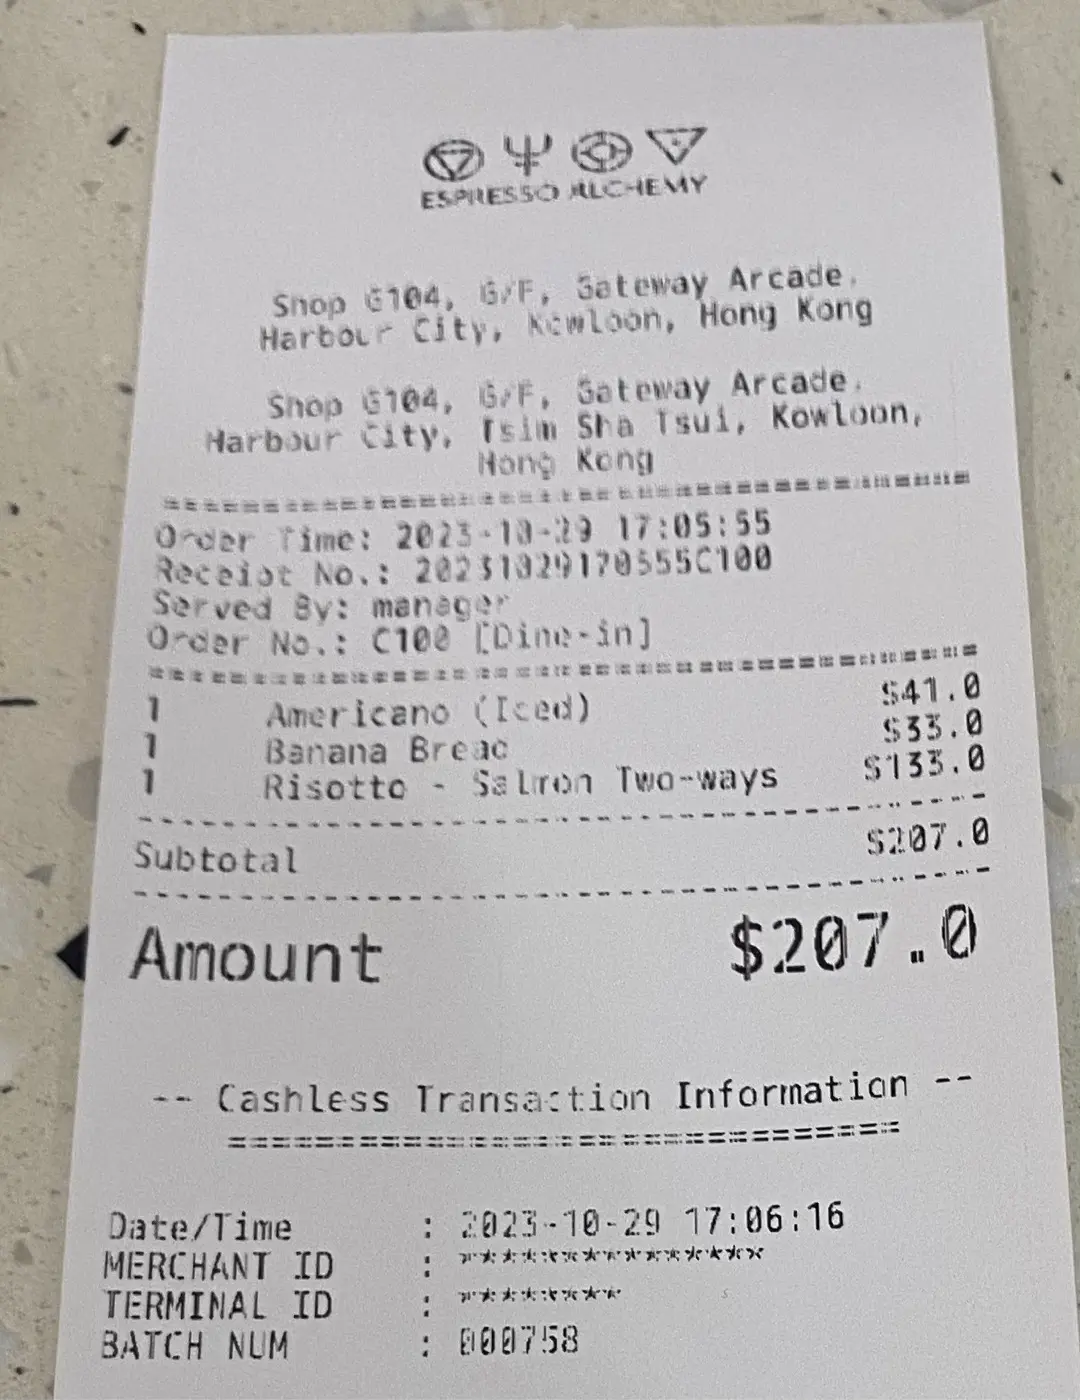 ESPRESSO ALCHEMY
Shop G104, G/F, Gateway Arcade,
Harbour City, Kowloon, Hong Kong
Shop G104, G/F, Gateway Arcade,
Harbour City, Tsim Sha Tsui, Kowloon,
Hong Kong
=============================================
Order Time: 2023-10-29 17:05:55
Receipt No.: 20231029170555C100
Served By: manager
Order No.: C100 [Dine-in]
=============================================
1 Americano (Iced) $41.0
1 Banana Bread $33.0
1 Risotto - Salmon Two-ways $133.0
---------------------------------------------
Subtotal $207.0
---------------------------------------------
Amount $207.0
-- Cashless Transaction Information --
================================
Date/Time : 2023-10-29 17:06:16
MERCHANT ID : ***************
TERMINAL ID : ********
BATCH NUM : 000758